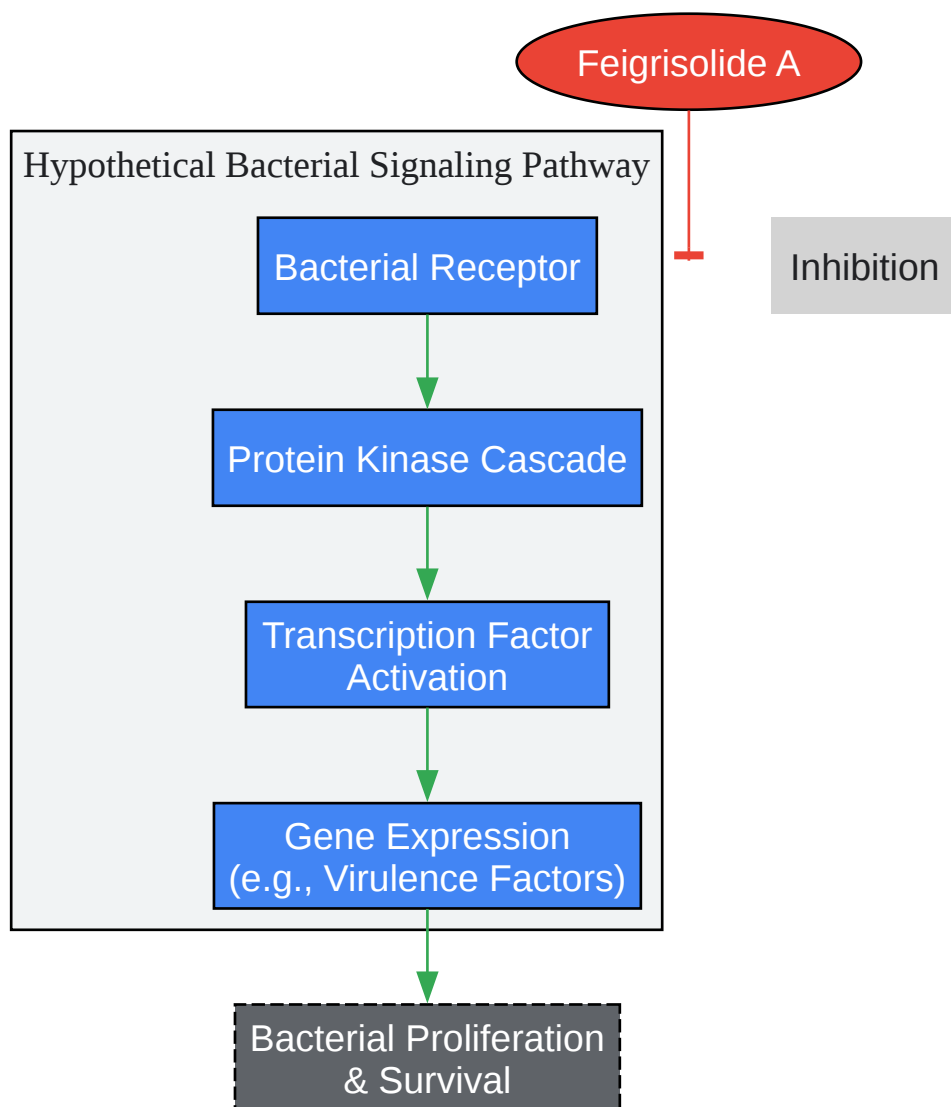 Feigrisolide A
Hypothetical Bacterial Signaling Pathway
Bacterial Receptor
Inhibition
Protein Kinase Cascade
Transcription Factor
Activation
Gene Expression
(e.g., Virulence Factors)
Bacterial Proliferation
& Survival